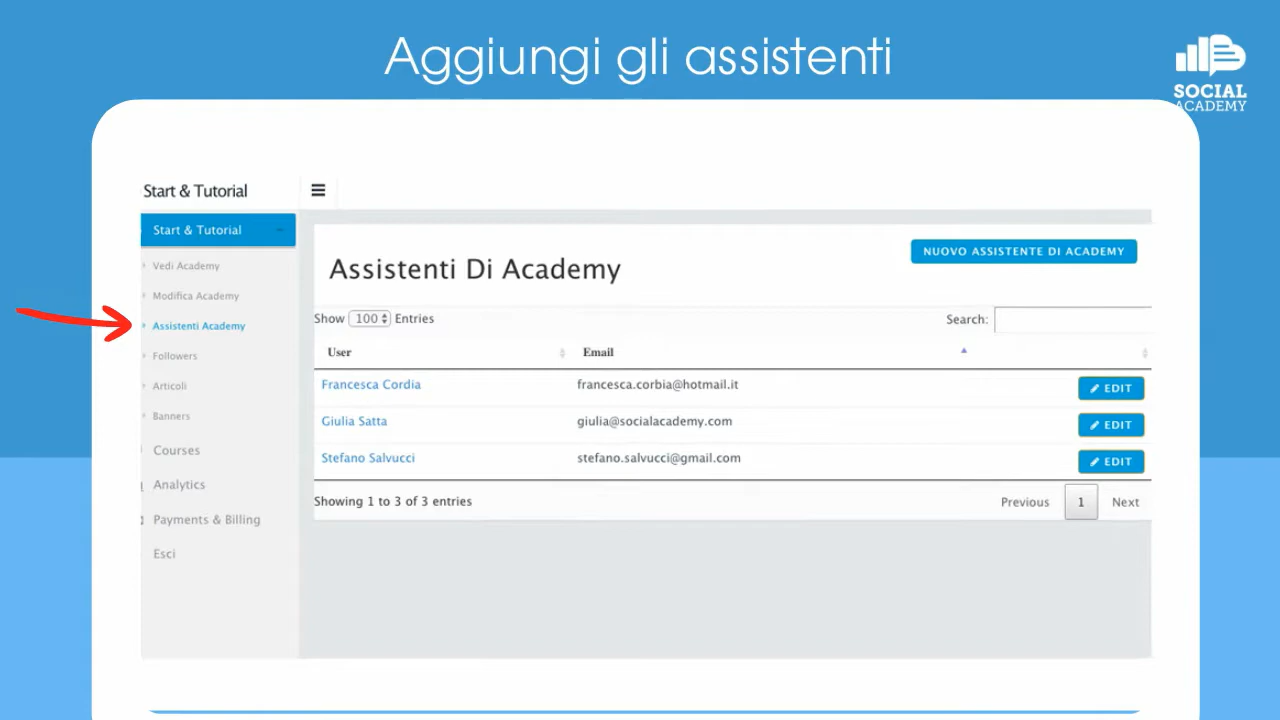 Aggiungi gli assistenti
SOCIAL
ACADEMY
Start & Tutorial
Start & Tutorial
Vedi Academy
Modifica Academy
Assistenti Academy
Followers
Articoli
Banners
Courses
Analytics
Payments & Billing
Esci
NUOVO ASSISTENTE DI ACADEMY
Assistenti Di Academy
Show 100 Entries
Search:
User Email
Francesca Cordia francesca.corbia@hotmail.it EDIT
Giulia Satta giulia@socialacademy.com EDIT
Stefano Salvucci stefano.salvucci@gmail.com EDIT
Showing 1 to 3 of 3 entries
Previous 1 Next